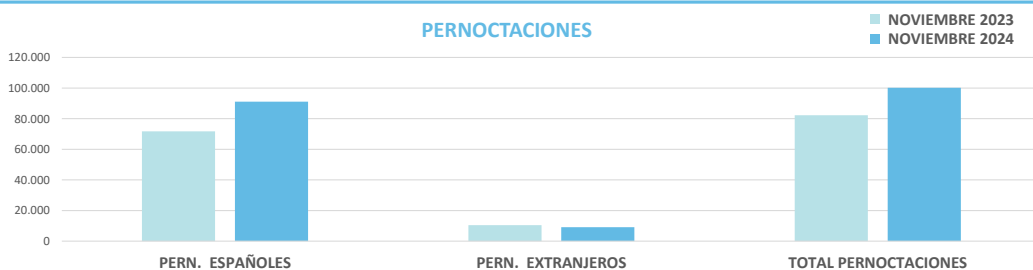 PERNOCTACIONES
NOVIEMBRE 2023
NOVIEMBRE 2024
120.000
100.000
80.000
60.000
40.000
20.000
0
PERN. ESPAÑOLES
PERN. EXTRANJEROS
TOTAL PERNOCTACIONES